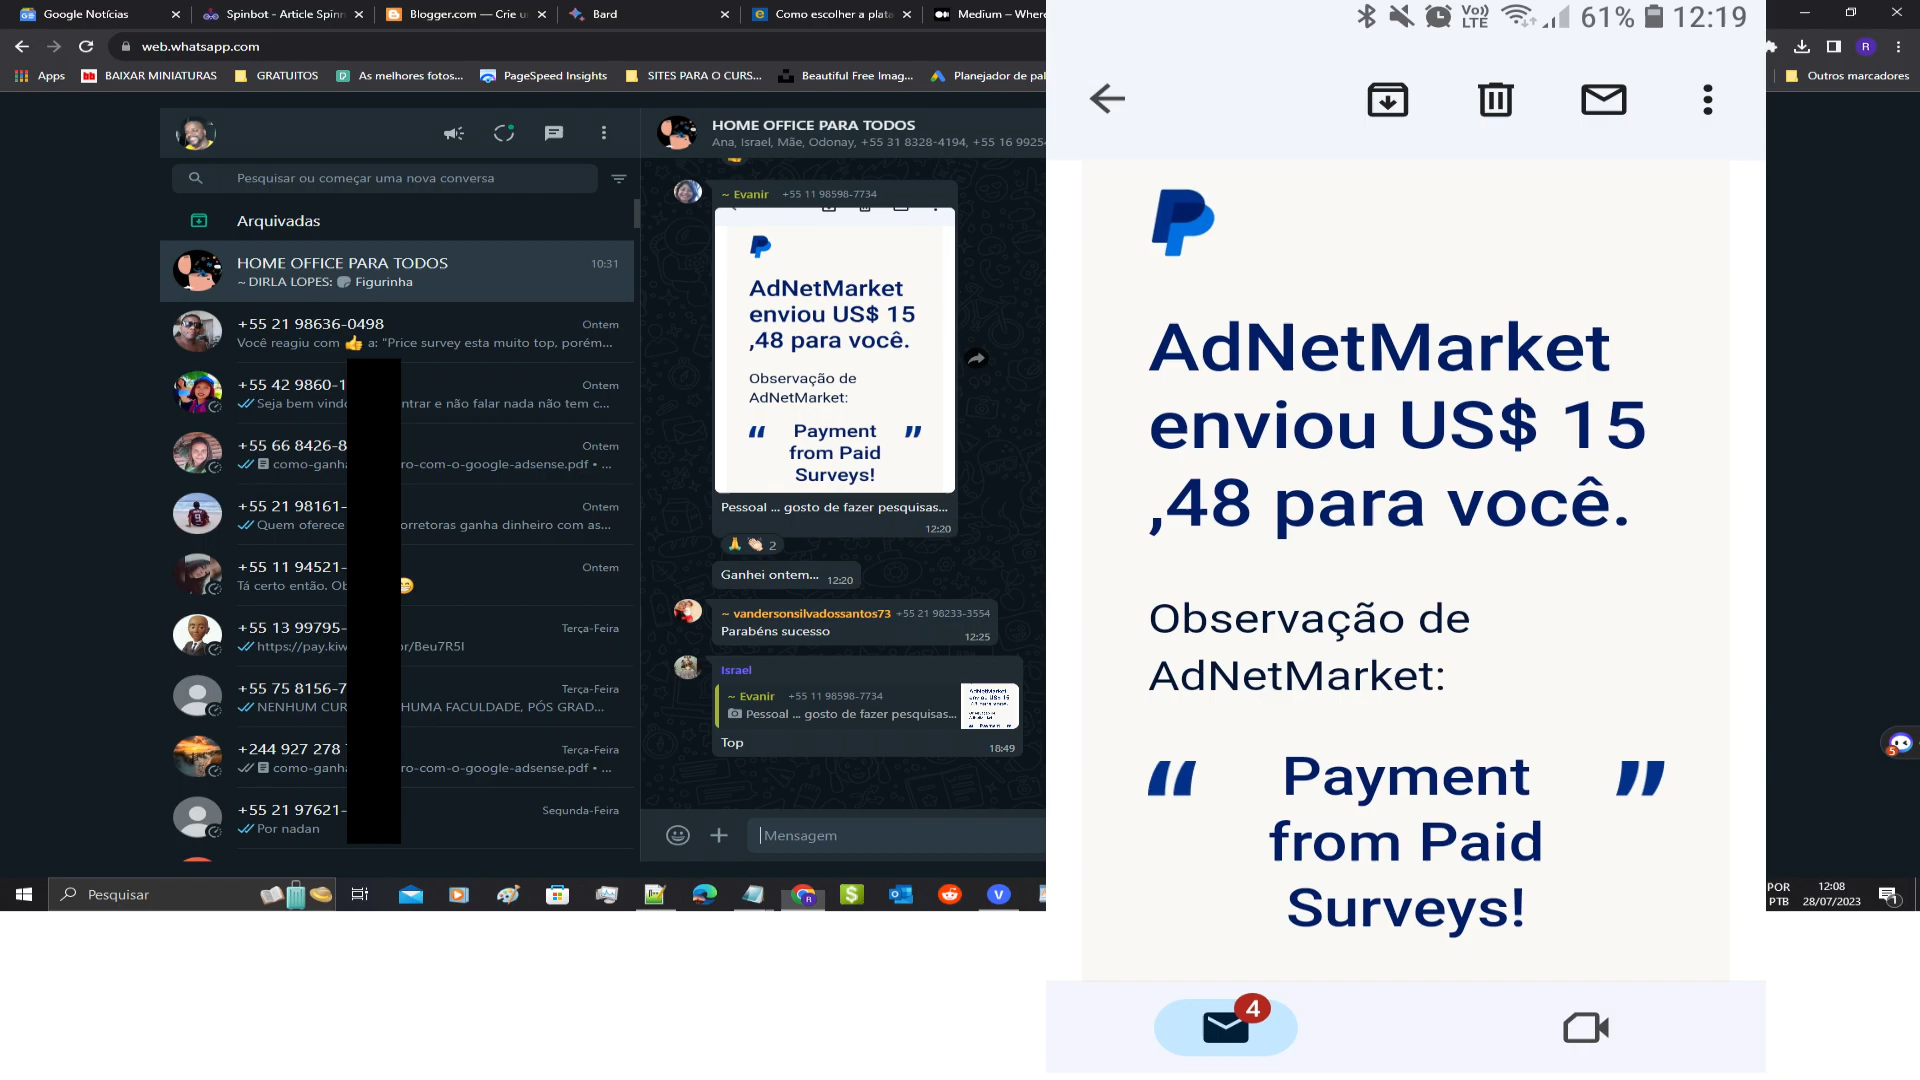 Google Notícias
Spinbot - Article Spinn
Blogger.com — Crie u
Bard
Como escolher a plata
Medium – Where
web.whatsapp.com
Apps
bb BAIXAR MINIATURAS
GRATUITOS
As melhores fotos...
PageSpeed Insights
SITES PARA O CURS...
Beautiful Free Imag...
Planejador de pal
R
Outros marcadores
Pesquisar ou começar uma nova conversa
Arquivadas
HOME OFFICE PARA TODOS
10:31
~ DIRLA LOPES: Figurinha
+55 21 98636-0498
Ontem
Você reagiu com 👍 a: "Price survey esta muito top, porém...
+55 42 9860-1
Ontem
Seja bem vindo ntrar e não falar nada não tem c...
+55 66 8426-8
Ontem
como-ganha ro-com-o-google-adsense.pdf • ...
+55 21 98161-
Ontem
Quem oferece orretoras ganha dinheiro com as...
+55 11 94521-
Ontem
Tá certo então. Ob
+55 13 99795-
Terça-Feira
https://pay.kiw or/Beu7R5I
+55 75 8156-7
Terça-Feira
NENHUM CUR HUMA FACULDADE, PÓS GRAD...
+244 927 278
Terça-Feira
como-ganha ro-com-o-google-adsense.pdf • ...
+55 21 97621-
Segunda-Feira
Por nadan
HOME OFFICE PARA TODOS
Ana, Israel, Mãe, Odonay, +55 31 8328-4194, +55 16 9925
~ Evanir +55 11 98598-7734
AdNetMarket
enviou US$ 15
,48 para você.
Observação de
AdNetMarket:
“ Payment ”
from Paid
Surveys!
Pessoal ... gosto de fazer pesquisas...
12:20
🙏 👏 2
Ganhei ontem... 12:20
~ vandersonsilvadossantos73 +55 21 98233-3554
Parabéns sucesso
12:25
Israel
~ Evanir +55 11 98598-7734
Pessoal ... gosto de fazer pesquisas...
Top
18:49
Mensagem
Pesquisar
POR
PTB
12:08
28/07/2023
1
5
Vo))
LTE
61%
12:19
AdNetMarket
enviou US$ 15
,48 para você.
Observação de
AdNetMarket:
“ Payment ”
from Paid
Surveys!
4